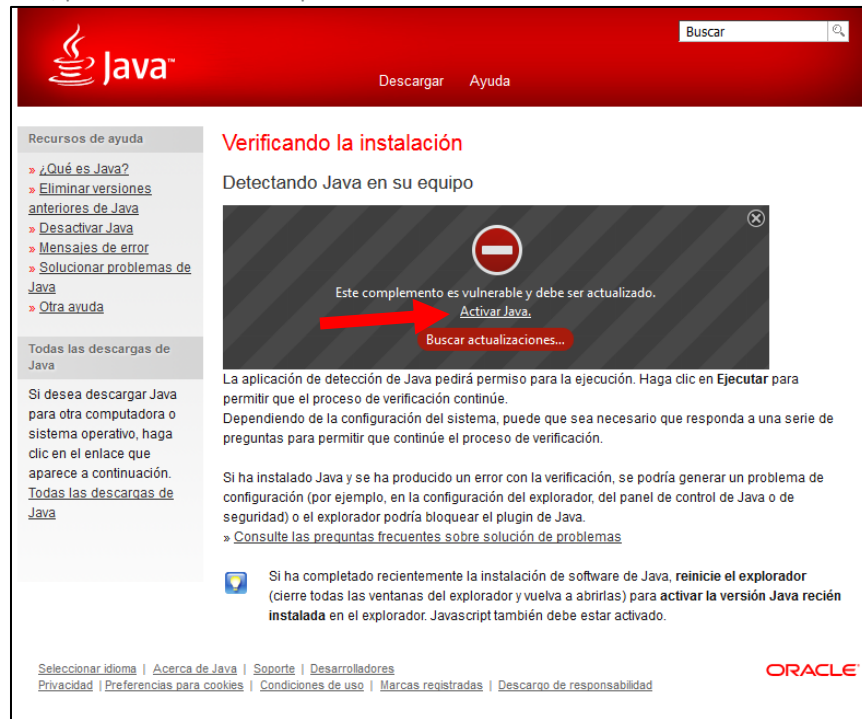 Buscar
Java™
Descargar Ayuda
Recursos de ayuda
» ¿Qué es Java?
» Eliminar versiones
anteriores de Java
» Desactivar Java
» Mensajes de error
» Solucionar problemas de
Java
» Otra ayuda
Todas las descargas de
Java
Si desea descargar Java
para otra computadora o
sistema operativo, haga
clic en el enlace que
aparece a continuación.
Todas las descargas de
Java
Verificando la instalación
Detectando Java en su equipo
Este complemento es vulnerable y debe ser actualizado.
Activar Java.
Buscar actualizaciones...
La aplicación de detección de Java pedirá permiso para la ejecución. Haga clic en Ejecutar para
permitir que el proceso de verificación continúe.
Dependiendo de la configuración del sistema, puede que sea necesario que responda a una serie de
preguntas para permitir que continúe el proceso de verificación.
Si ha instalado Java y se ha producido un error con la verificación, se podría generar un problema de
configuración (por ejemplo, en la configuración del explorador, del panel de control de Java o de
seguridad) o el explorador podría bloquear el plugin de Java.
» Consulte las preguntas frecuentes sobre solución de problemas
Si ha completado recientemente la instalación de software de Java, reinicie el explorador
(cierre todas las ventanas del explorador y vuelva a abrirlas) para activar la versión Java recién
instalada en el explorador. Javascript también debe estar activado.
Seleccionar idioma | Acerca de Java | Soporte | Desarrolladores
Privacidad | Preferencias para cookies | Condiciones de uso | Marcas registradas | Descargo de responsabilidad
ORACLE